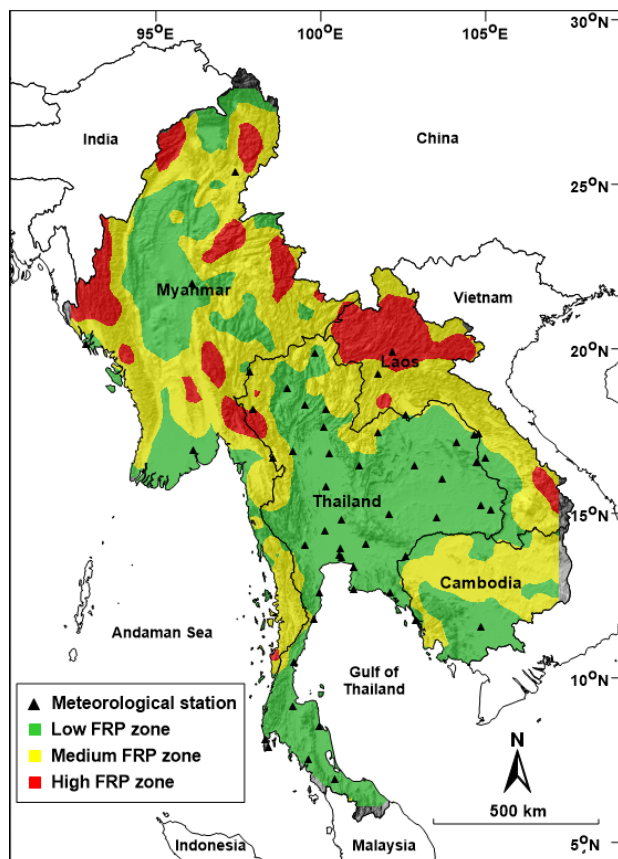 95°E
100°E
105°E
30°N
India
China
25°N
Myanmar
Vietnam
20°N
Laos
Thailand
15°N
Cambodia
Andaman Sea
Gulf of
Thailand
10°N
Meteorological station
Low FRP zone
Medium FRP zone
High FRP zone
N
500 km
Indonesia
Malaysia
5°N